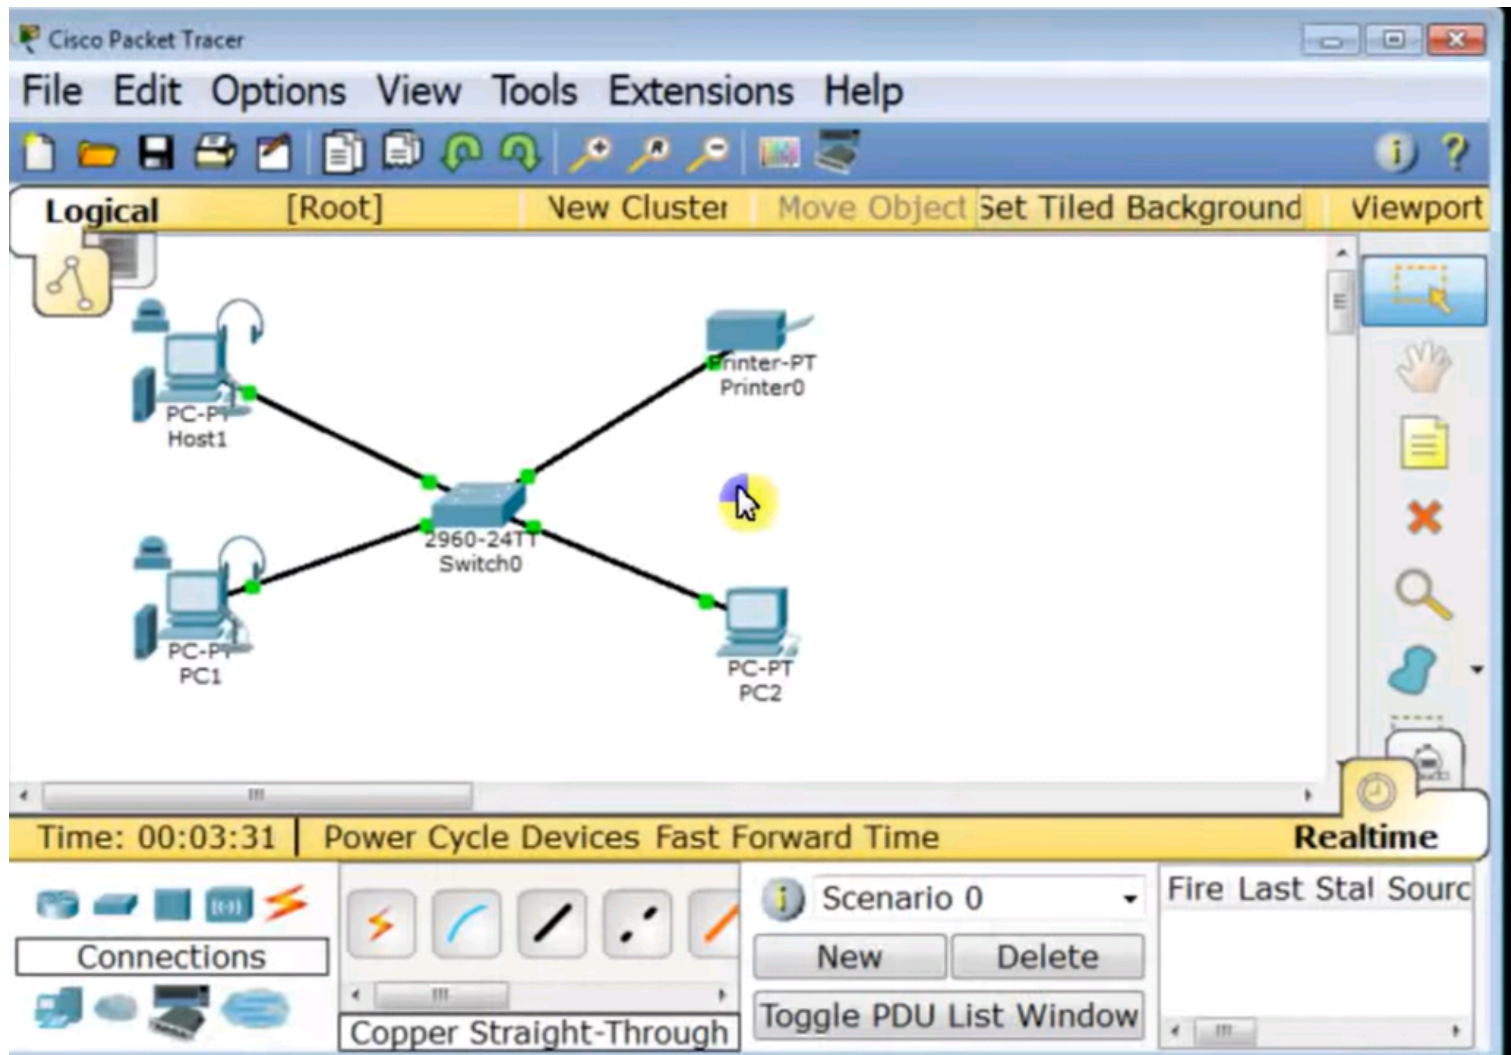 Cisco Packet Tracer
File Edit Options View Tools Extensions Help
Logical [Root] New Cluster Move Object Set Tiled Background Viewport
Printer-PT
Printer0
PC-PT
Host1
2960-24TT
Switch0
PC-PT
PC1
PC-PT
PC2
Time: 00:03:31 Power Cycle Devices Fast Forward Time Realtime
Scenario 0
Fire Last Stat Sourc
Connections
New Delete
Toggle PDU List Window
Copper Straight-Through